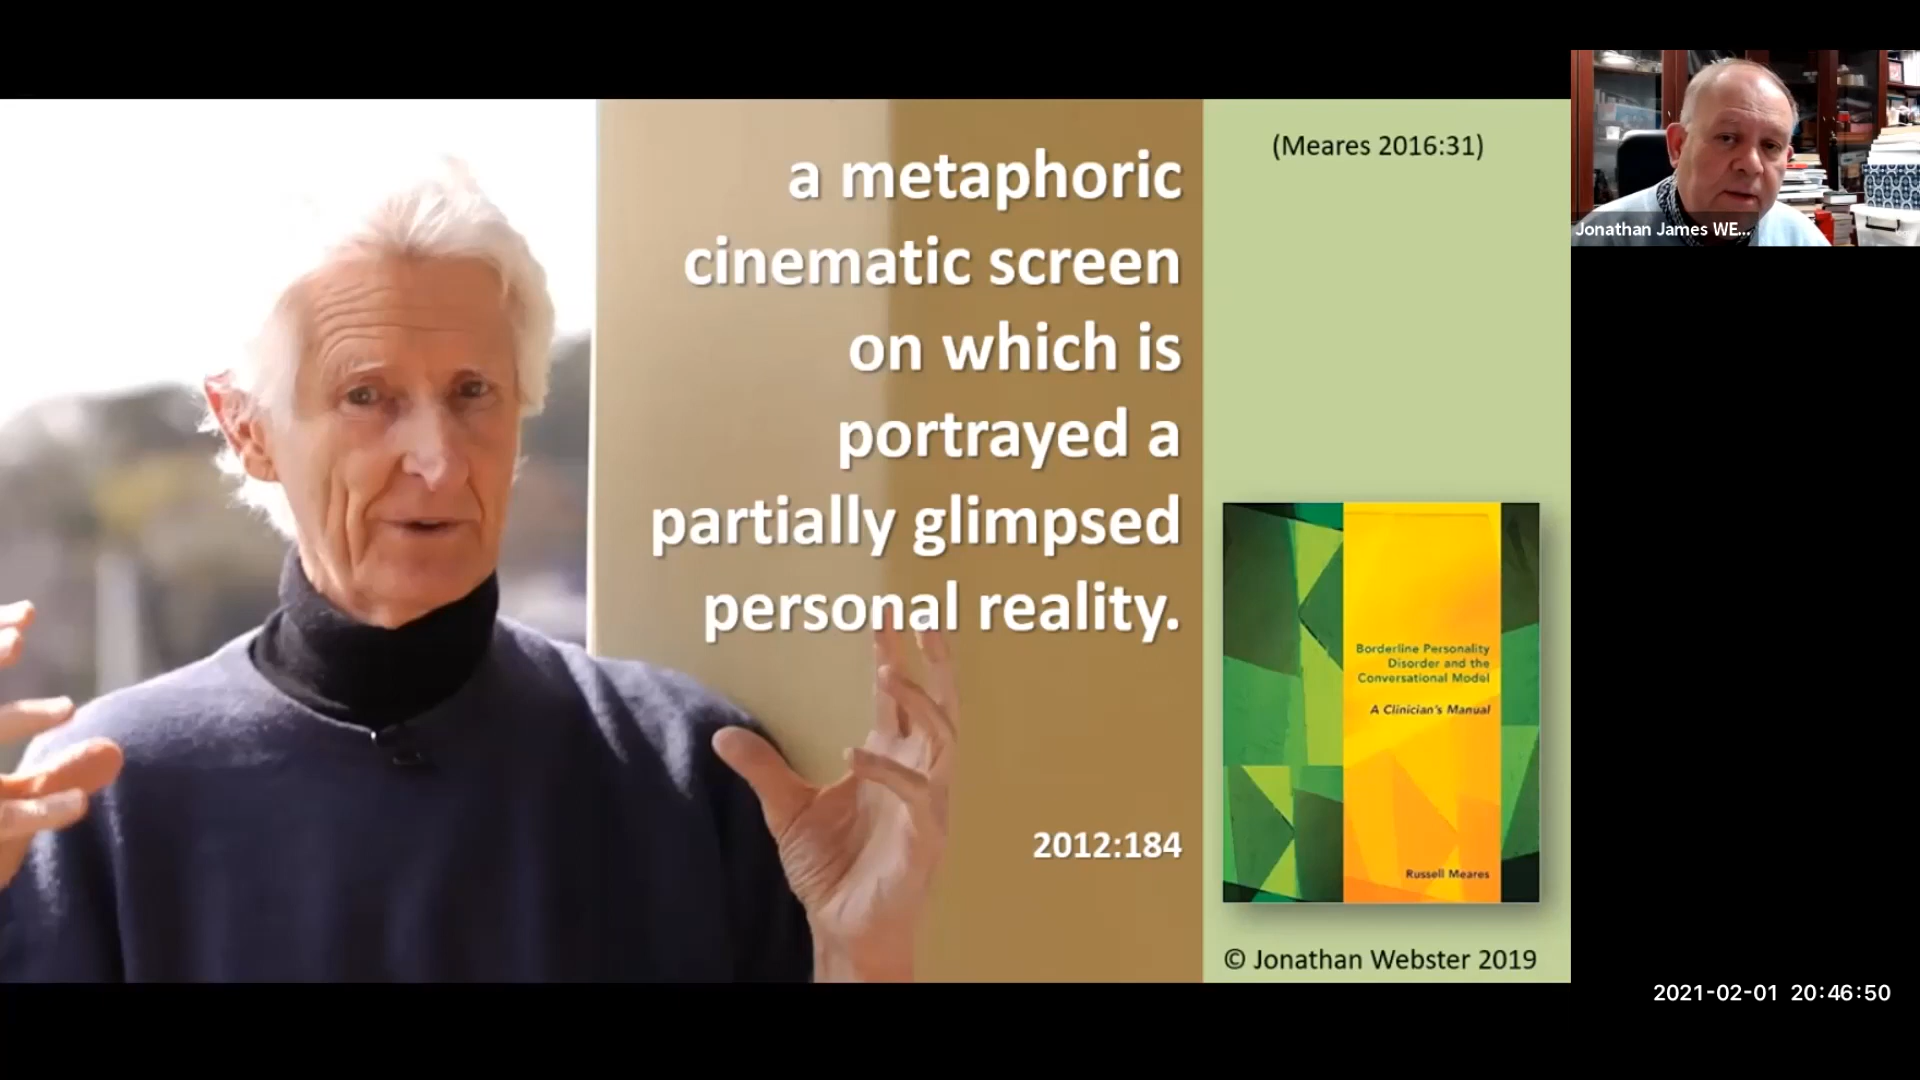 a metaphoric
cinematic screen
on which is
portrayed a
partially glimpsed
personal reality.
2012:184
(Meares 2016:31)
Borderline Personality
Disorder and the
Conversational Model
A Clinician's Manual
Russell Meares
© Jonathan Webster 2019
Jonathan James WE...
2021-02-01 20:46:50